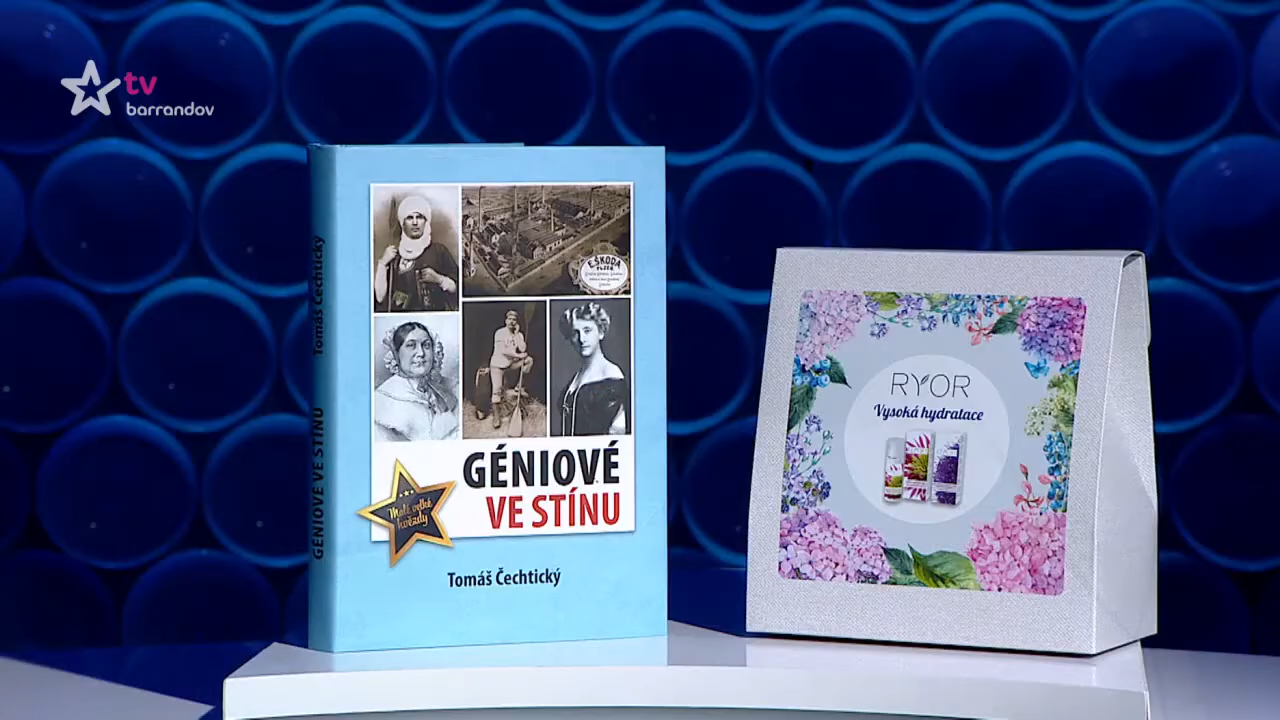 tv
barrandov
Tomáš Čechtický
GÉNIOVÉ VE STÍNU
E. ŠKODA
PLZEŇ
GÉNIOVÉ
VE STÍNU
Malé velké
hvězdy
Tomáš Čechtický
RYOR
Vysoká hydratace